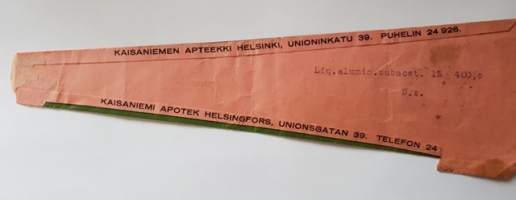 KAISANIEMEN APTEEKKI HELSINKI, UNIONINKATU 39. PUHELIN 24 926.
Liq.alumin.subacet. 1% 400,0
D.s.
KAISANIEMI APOTEK HELSINGFORS, UNIONSGATAN 39. TELEFON 24